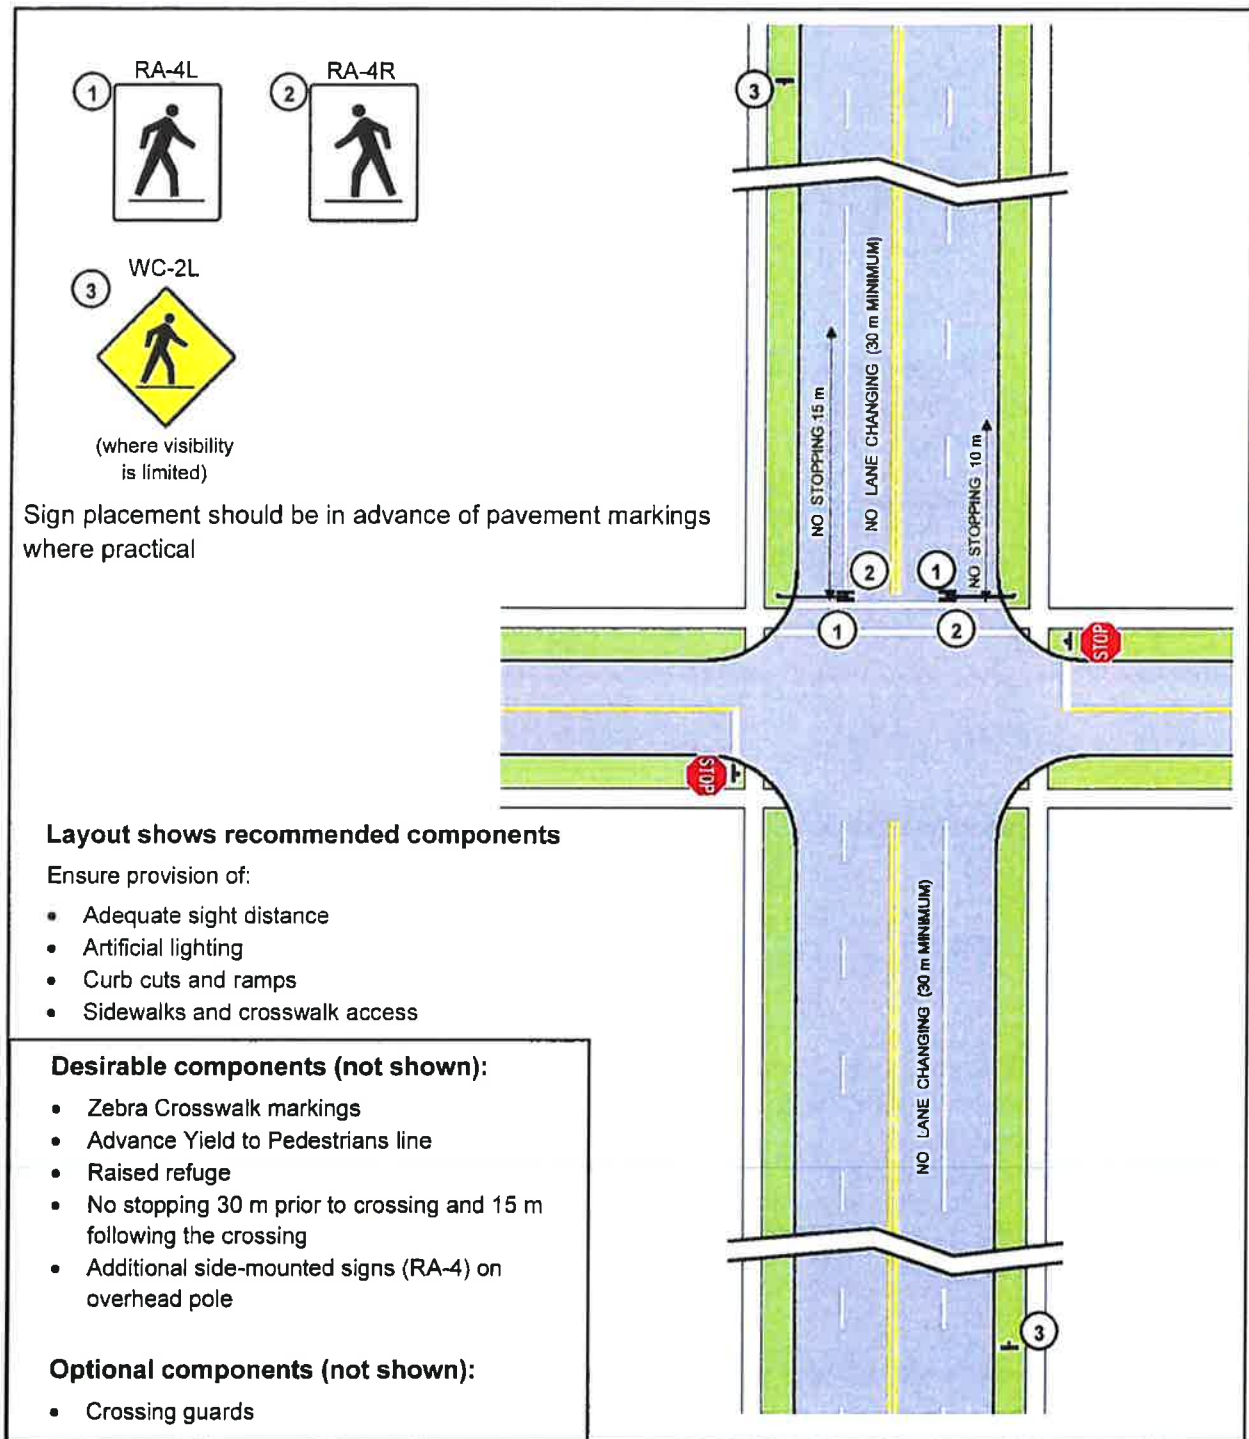 RA-4L
1
RA-4R
2
WC-2L
3
(where visibility
is limited)
Sign placement should be in advance of pavement markings
where practical
3
NO STOPPING 15 m
NO LANE CHANGING (30 m MINIMUM)
NO STOPPING 10 m
2
1
1
2
STOP
STOP
NO LANE CHANGING (30 m MINIMUM)
3
Layout shows recommended components
Ensure provision of:
• Adequate sight distance
• Artificial lighting
• Curb cuts and ramps
• Sidewalks and crosswalk access
Desirable components (not shown):
• Zebra Crosswalk markings
• Advance Yield to Pedestrians line
• Raised refuge
• No stopping 30 m prior to crossing and 15 m
following the crossing
• Additional side-mounted signs (RA-4) on
overhead pole
Optional components (not shown):
• Crossing guards